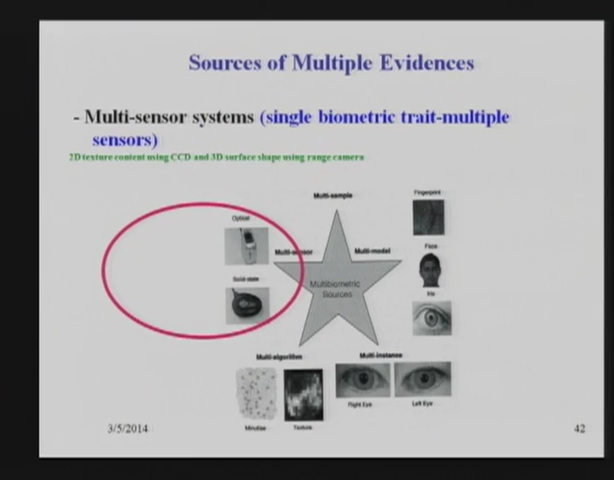 Sources of Multiple Evidences
- Multi-sensor systems (single biometric trait-multiple
sensors)
2D texture content using CCD and 3D surface shape using range camera
Multi-sample
Fingerprint
Optical
Multi-sensor
Multi-modal
Face
Solid-state
Multibiometric
Sources
Iris
Multi-algorithm
Multi-instance
Right Eye
Left Eye
Minutiae
Texture
3/5/2014
42